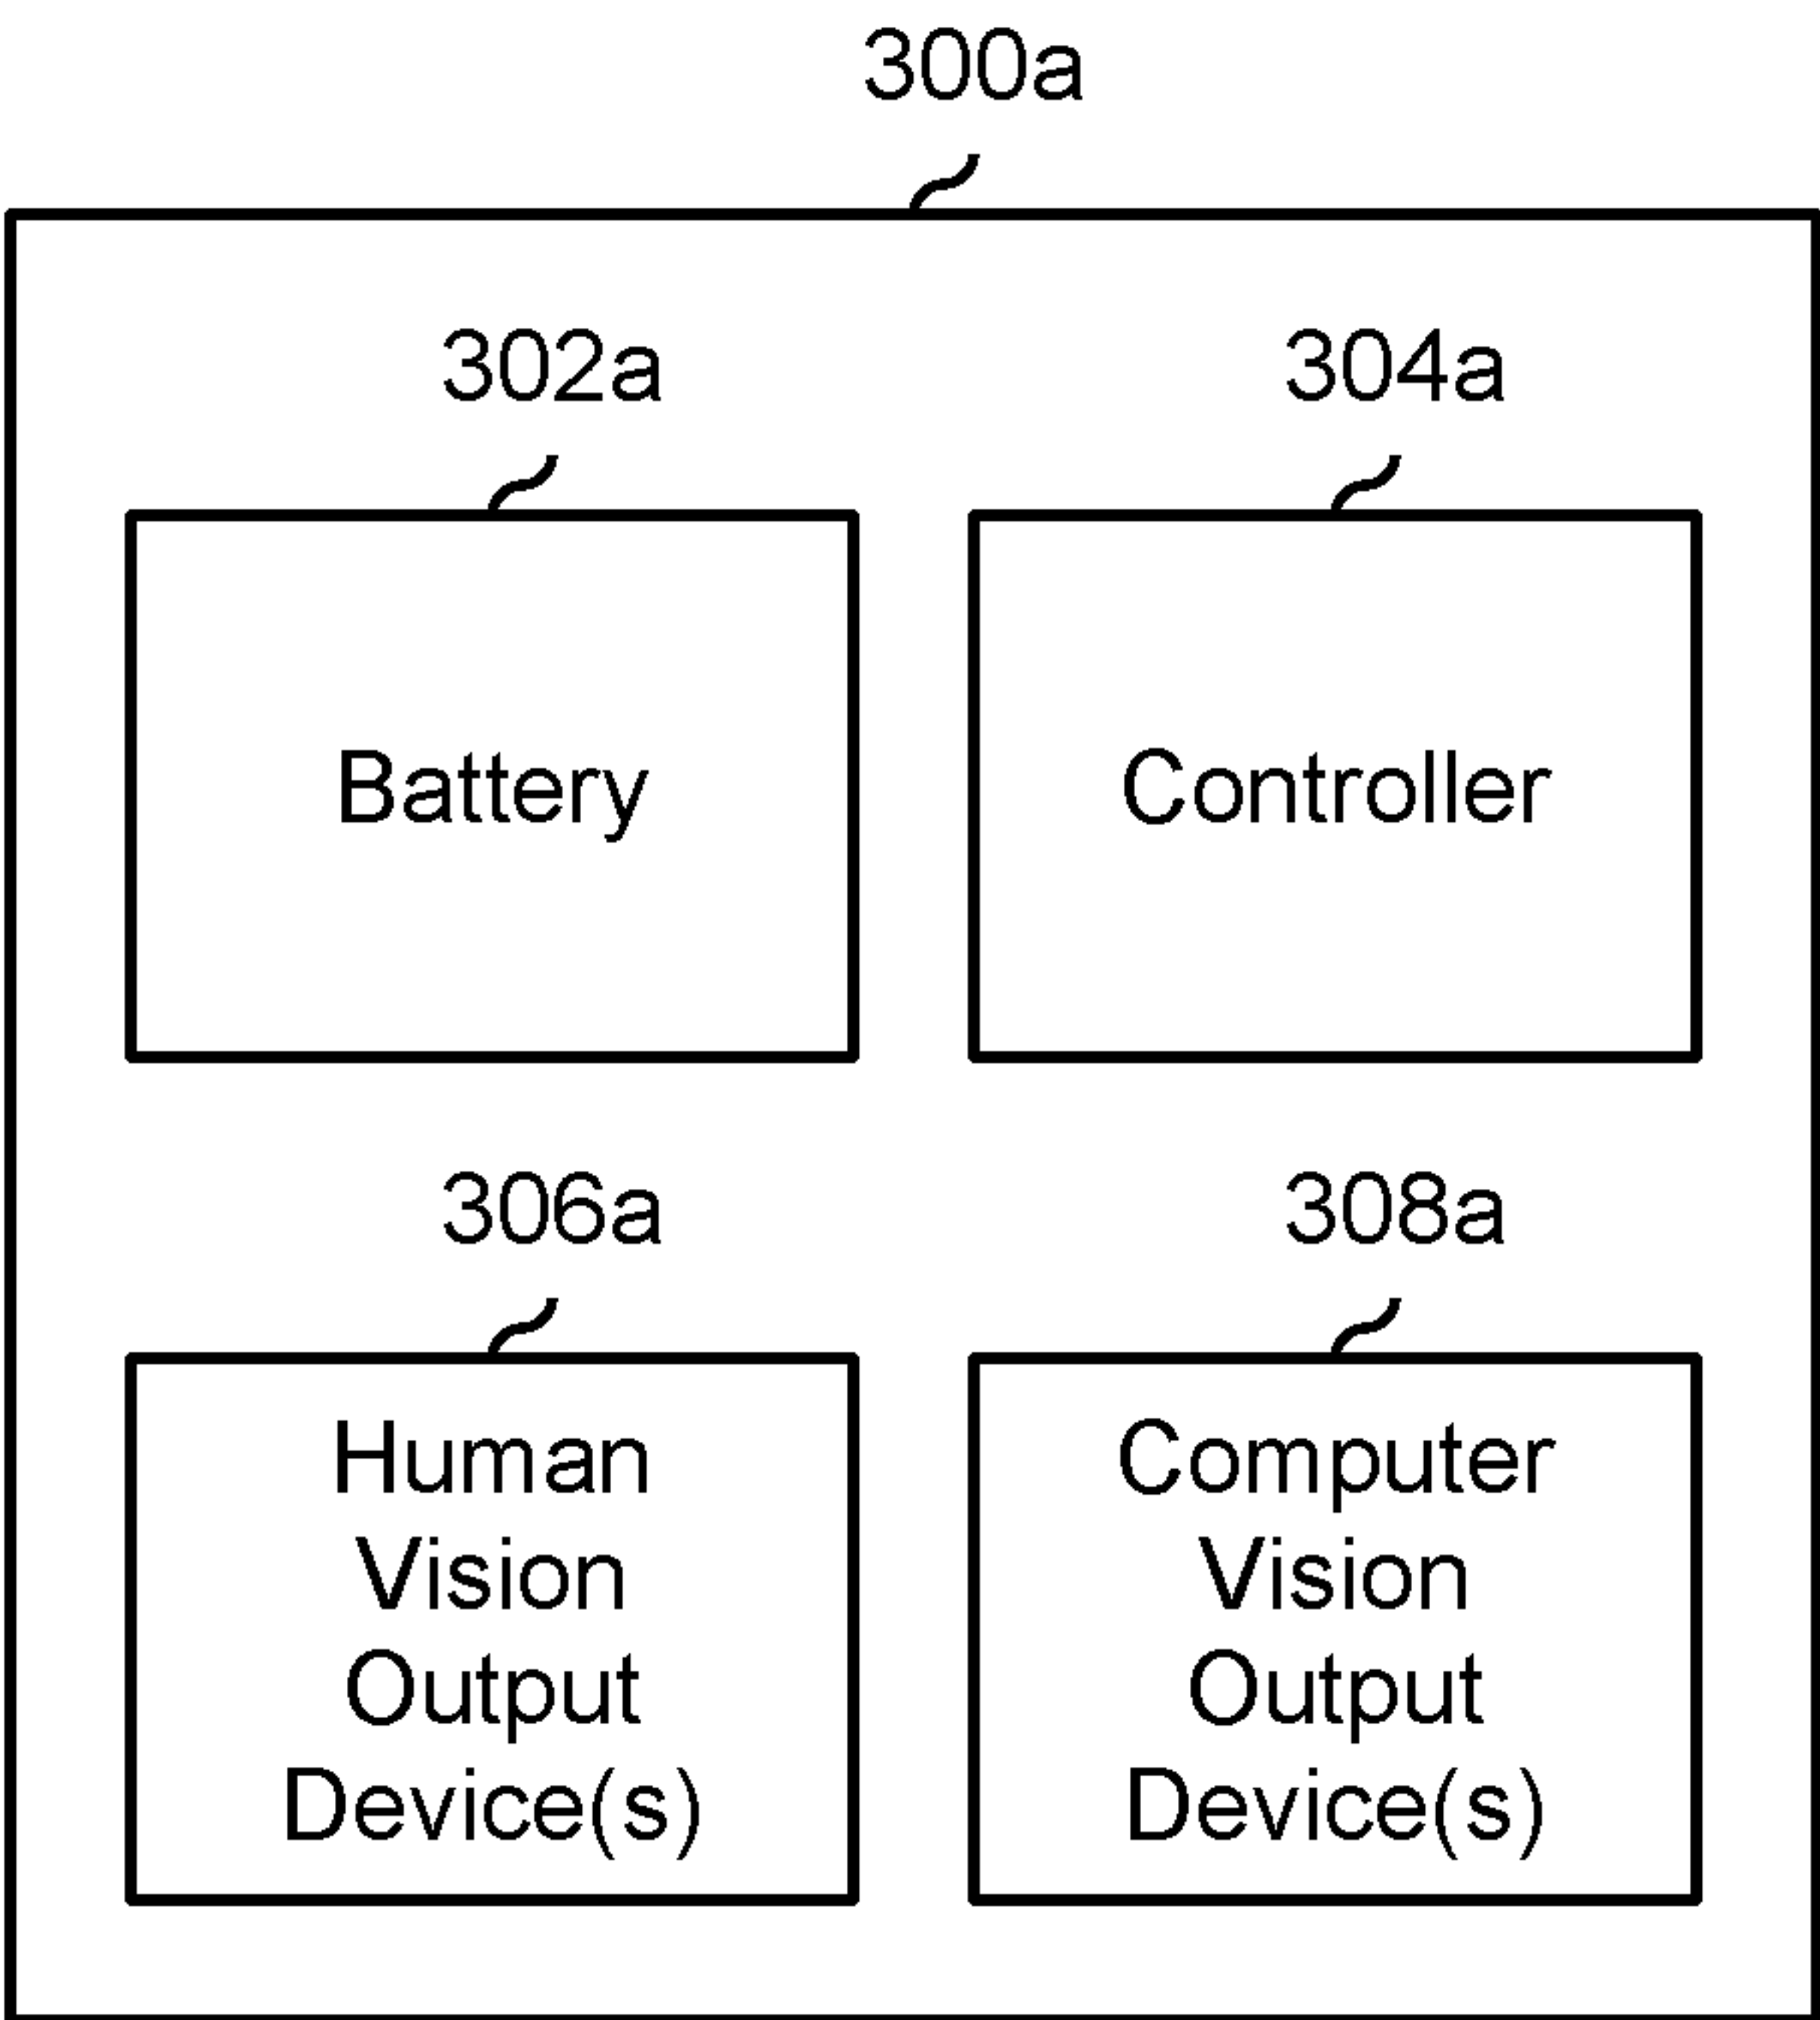 300a
302a
304a
Battery
Controller
306a
308a
Human
Vision
Output
Device(s)
Computer
Vision
Output
Device(s)